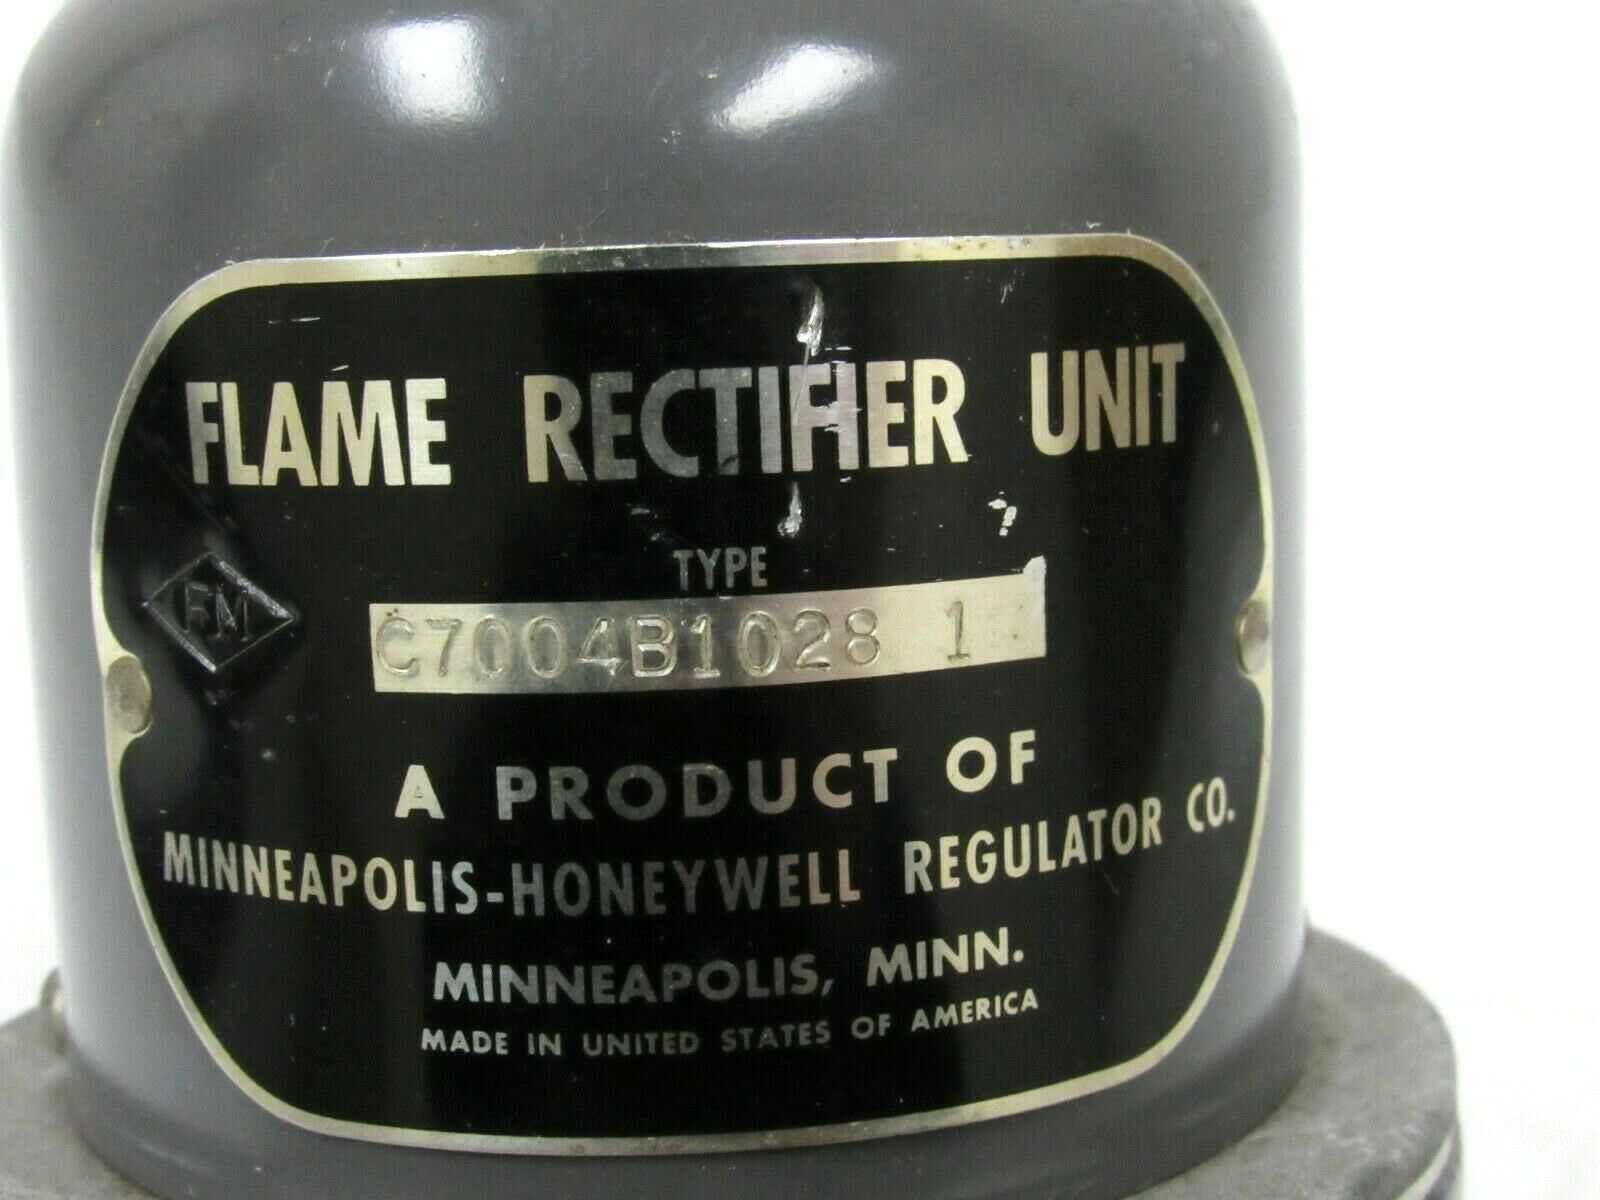 FLAME RECTIFIER UNIT
TYPE
FM
C7004B1028 1
A PRODUCT OF
MINNEAPOLIS-HONEYWELL REGULATOR CO.
MINNEAPOLIS, MINN.
MADE IN UNITED STATES OF AMERICA